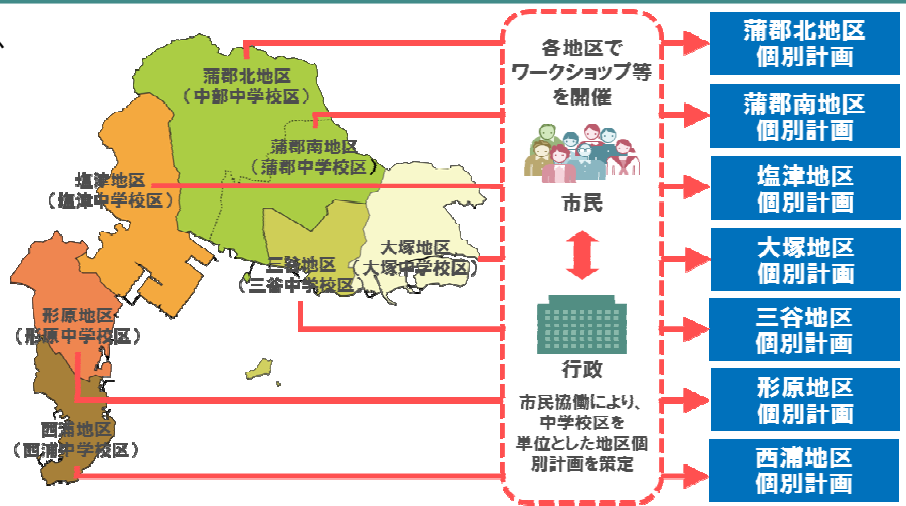 蒲郡北地区
(中部中学校区)
蒲郡南地区
(蒲郡中学校区)
塩津地区
(塩津中学校区)
大塚地区
大塚中学校区)
三谷地区
(三谷中学校区)
形原地区
(形原中学校区)
西浦地区
(西浦中学校区)
各地区で
ワークショップ等
を開催
市民
行政
市民協働により、
中学校区を
単位とした地区個
別計画を策定
蒲郡北地区
個別計画
蒲郡南地区
個別計画
塩津地区
個別計画
大塚地区
個別計画
三谷地区
個別計画
形原地区
個別計画
西浦地区
個別計画